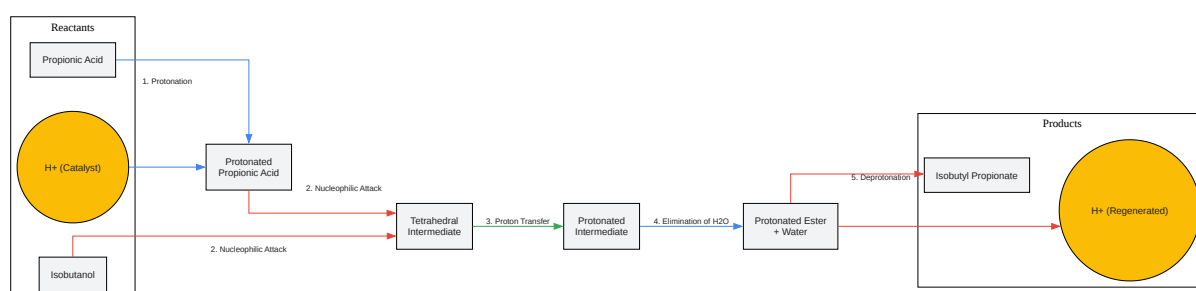 Reactants
Propionic Acid
1. Protonation
H+ (Catalyst)
Protonated
Propionic Acid
2. Nucleophilic Attack
Tetrahedral
Intermediate
2. Nucleophilic Attack
Isobutanol
3. Proton Transfer
Protonated
Intermediate
4. Elimination of H2O
Protonated Ester
+ Water
5. Deprotonation
Products
Isobutyl Propionate
H+ (Regenerated)